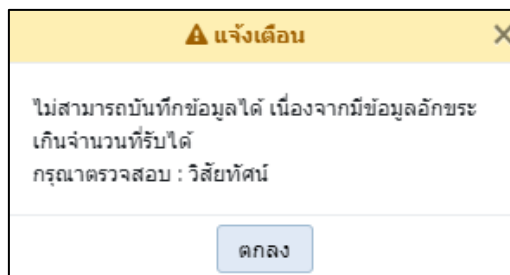 แจ้งเตือน
ไม่สามารถบันทึกข้อมูลได้ เนื่องจากมีข้อมูลอักขระ
เกินจำนวนที่รับได้
กรุณาตรวจสอบ : วิสัยทัศน์
ตกลง